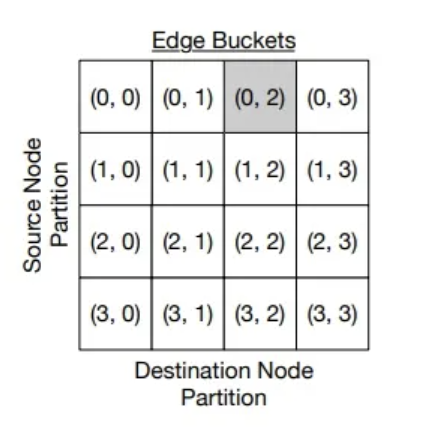 Edge Buckets
Source Node
Partition
(0, 0) (0, 1) (0, 2) (0, 3)
(1, 0) (1, 1) (1, 2) (1, 3)
(2, 0) (2, 1) (2, 2) (2, 3)
(3, 0) (3, 1) (3, 2) (3, 3)
Destination Node
Partition